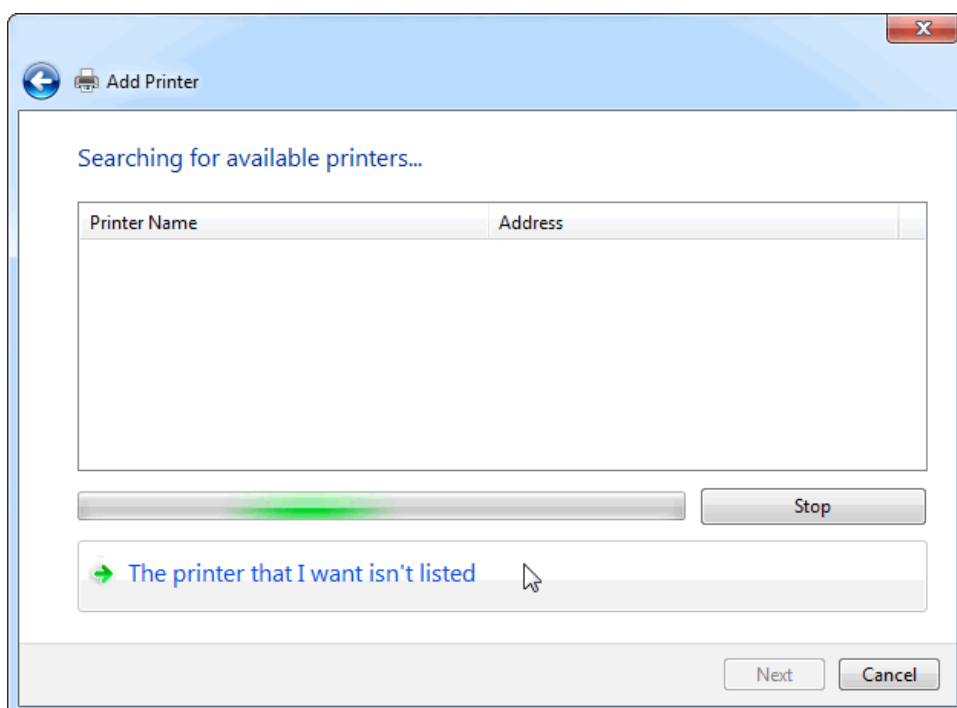 Add Printer
Searching for available printers...
Printer Name Address
Stop
The printer that I want isn't listed
Next Cancel